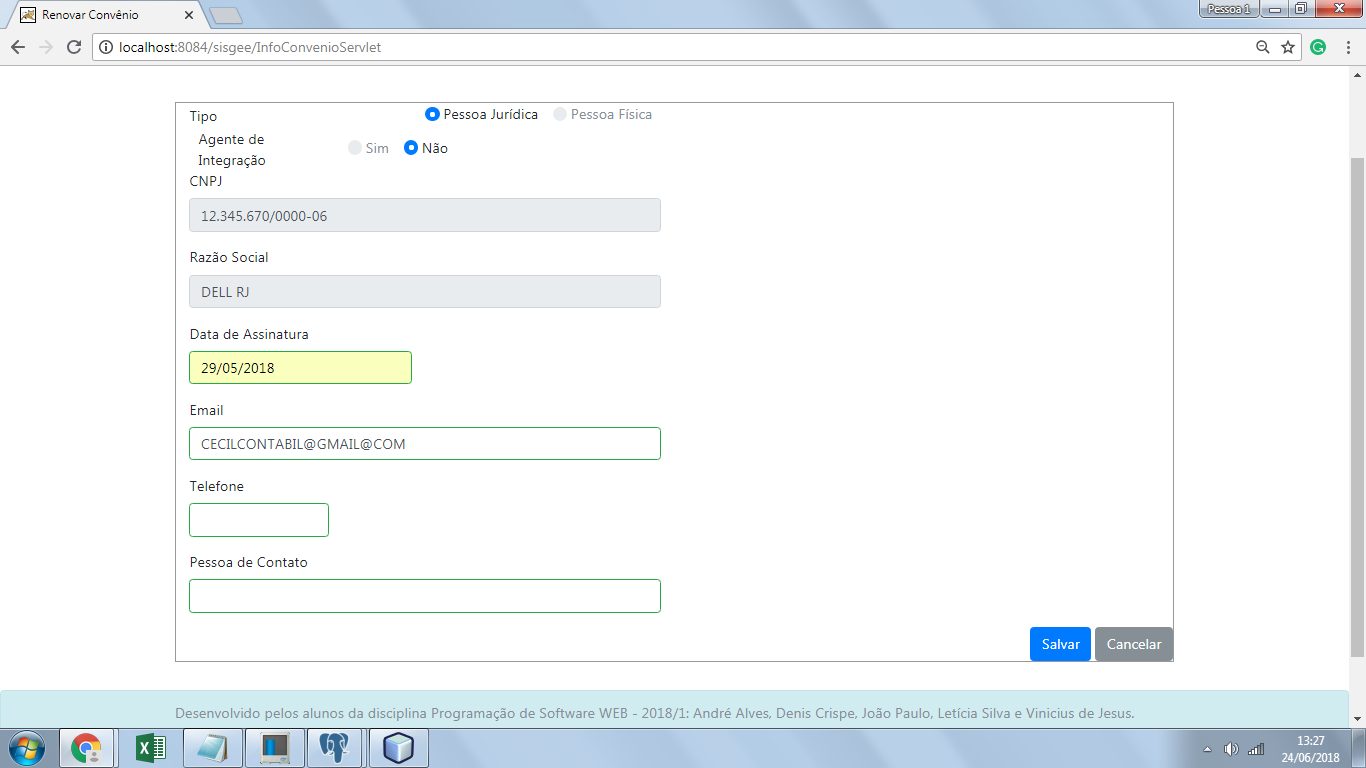 Renovar Convênio
Pessoa 1
localhost:8084/sisgee/InfoConvenioServlet
Tipo
Pessoa Jurídica
Pessoa Física
Agente de
Integração
Sim
Não
CNPJ
12.345.670/0000-06
Razão Social
DELL RJ
Data de Assinatura
29/05/2018
Email
CECILCONTABIL@GMAIL@COM
Telefone
Pessoa de Contato
Salvar
Cancelar
Desenvolvido pelos alunos da disciplina Programação de Software WEB - 2018/1: André Alves, Denis Crispe, João Paulo, Letícia Silva e Vinicius de Jesus.
13:27
24/06/2018